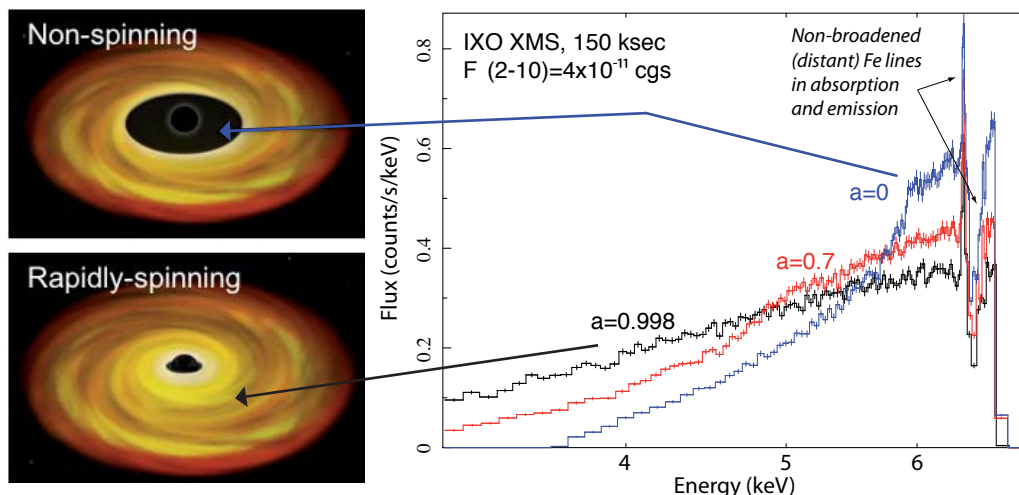 Non-spinning
Rapidly-spinning
IXO XMS, 150 ksec
F (2-10)=4x10⁻¹¹ cgs
Non-broadened
(distant) Fe lines
in absorption
and emission
a=0
a=0.7
a=0.998
Flux (counts/s/keV)
0.8
0.6
0.4
0.2
0
4
5
6
Energy (keV)